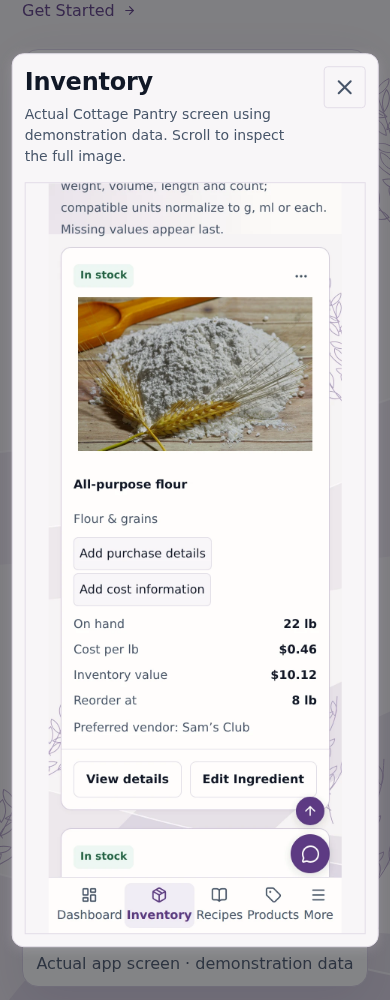 Get Started →
Inventory
Actual Cottage Pantry screen using
demonstration data. Scroll to inspect
the full image.
weight, volume, length and count;
compatible units normalize to g, ml or each.
Missing values appear last.
In stock
All-purpose flour
Flour & grains
Add purchase details
Add cost information
On hand 22 lb
Cost per lb $0.46
Inventory value $10.12
Reorder at 8 lb
Preferred vendor: Sam's Club
View details Edit Ingredient
In stock
Dashboard Inventory Recipes Products More
Actual app screen · demonstration data